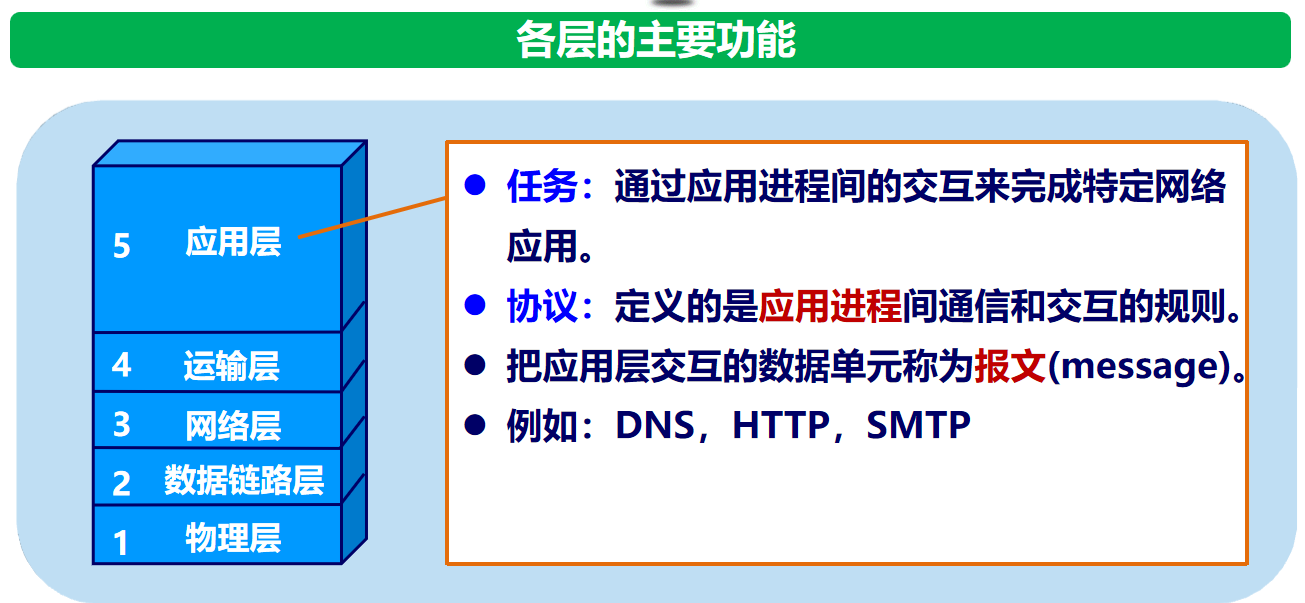 各层的主要功能
5 应用层
4 运输层
3 网络层
2 数据链路层
1 物理层
任务：通过应用进程间的交互来完成特定网络
应用。
协议：定义的是应用进程间通信和交互的规则。
把应用层交互的数据单元称为报文(message)。
例如：DNS，HTTP，SMTP